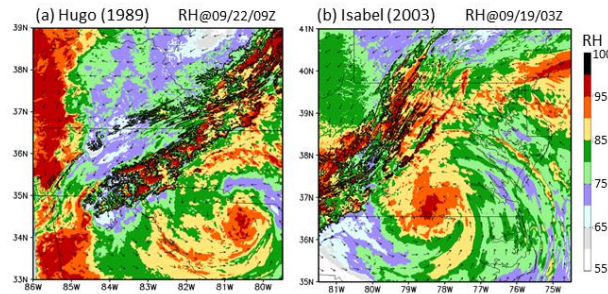 (a) Hugo (1989) RH@09/22/09Z
(b) Isabel (2003) RH@09/19/03Z
RH
39N
38N
37N
36N
35N
34N
33N
86W 85W 84W 83W 82W 81W 80W
41N
40N
39N
38N
37N
36N
35N
81W 80W 79W 78W 77W 76W 75W
100
95
85
75
65
55